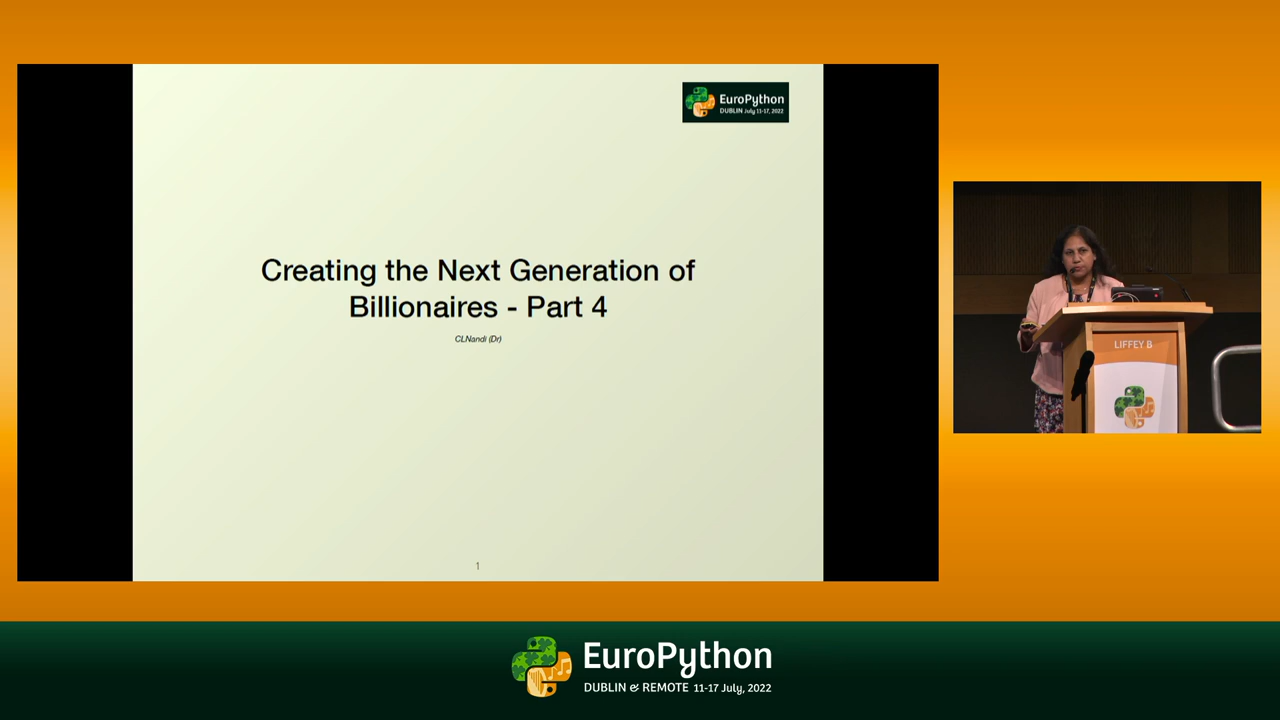 EuroPython
DUBLIN July 11-17, 2022
Creating the Next Generation of
Billionaires - Part 4
CLNandi (Dr)
1
LIFFEY B
EuroPython
DUBLIN & REMOTE 11-17 July, 2022